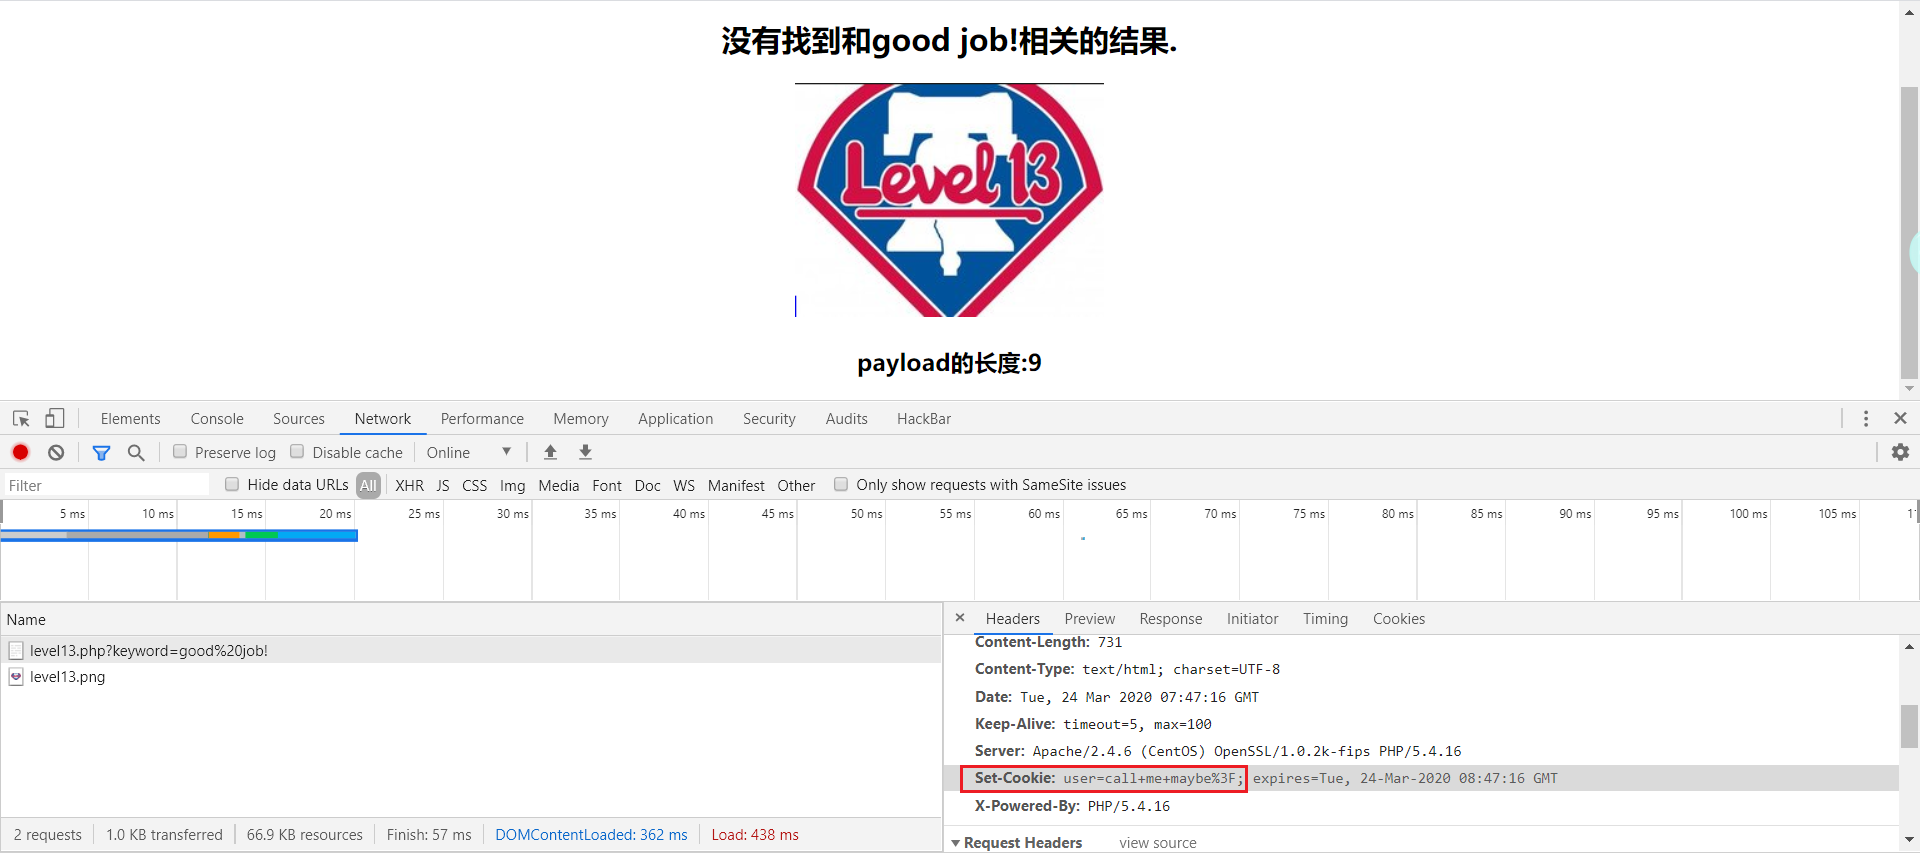 没有找到和good job!相关的结果.
Level 13
payload的长度:9
Elements Console Sources Network Performance Memory Application Security Audits HackBar
Preserve log Disable cache Online
Filter Hide data URLs All XHR JS CSS Img Media Font Doc WS Manifest Other Only show requests with SameSite issues
5 ms 10 ms 15 ms 20 ms 25 ms 30 ms 35 ms 40 ms 45 ms 50 ms 55 ms 60 ms 65 ms 70 ms 75 ms 80 ms 85 ms 90 ms 95 ms 100 ms 105 ms
Name
level13.php?keyword=good%20job!
level13.png
2 requests 1.0 KB transferred 66.9 KB resources Finish: 57 ms DOMContentLoaded: 362 ms Load: 438 ms
Headers Preview Response Initiator Timing Cookies
Content-Length: 731
Content-Type: text/html; charset=UTF-8
Date: Tue, 24 Mar 2020 07:47:16 GMT
Keep-Alive: timeout=5, max=100
Server: Apache/2.4.6 (CentOS) OpenSSL/1.0.2k-fips PHP/5.4.16
Set-Cookie: user=call+me+maybe%3F; expires=Tue, 24-Mar-2020 08:47:16 GMT
X-Powered-By: PHP/5.4.16
Request Headers view source